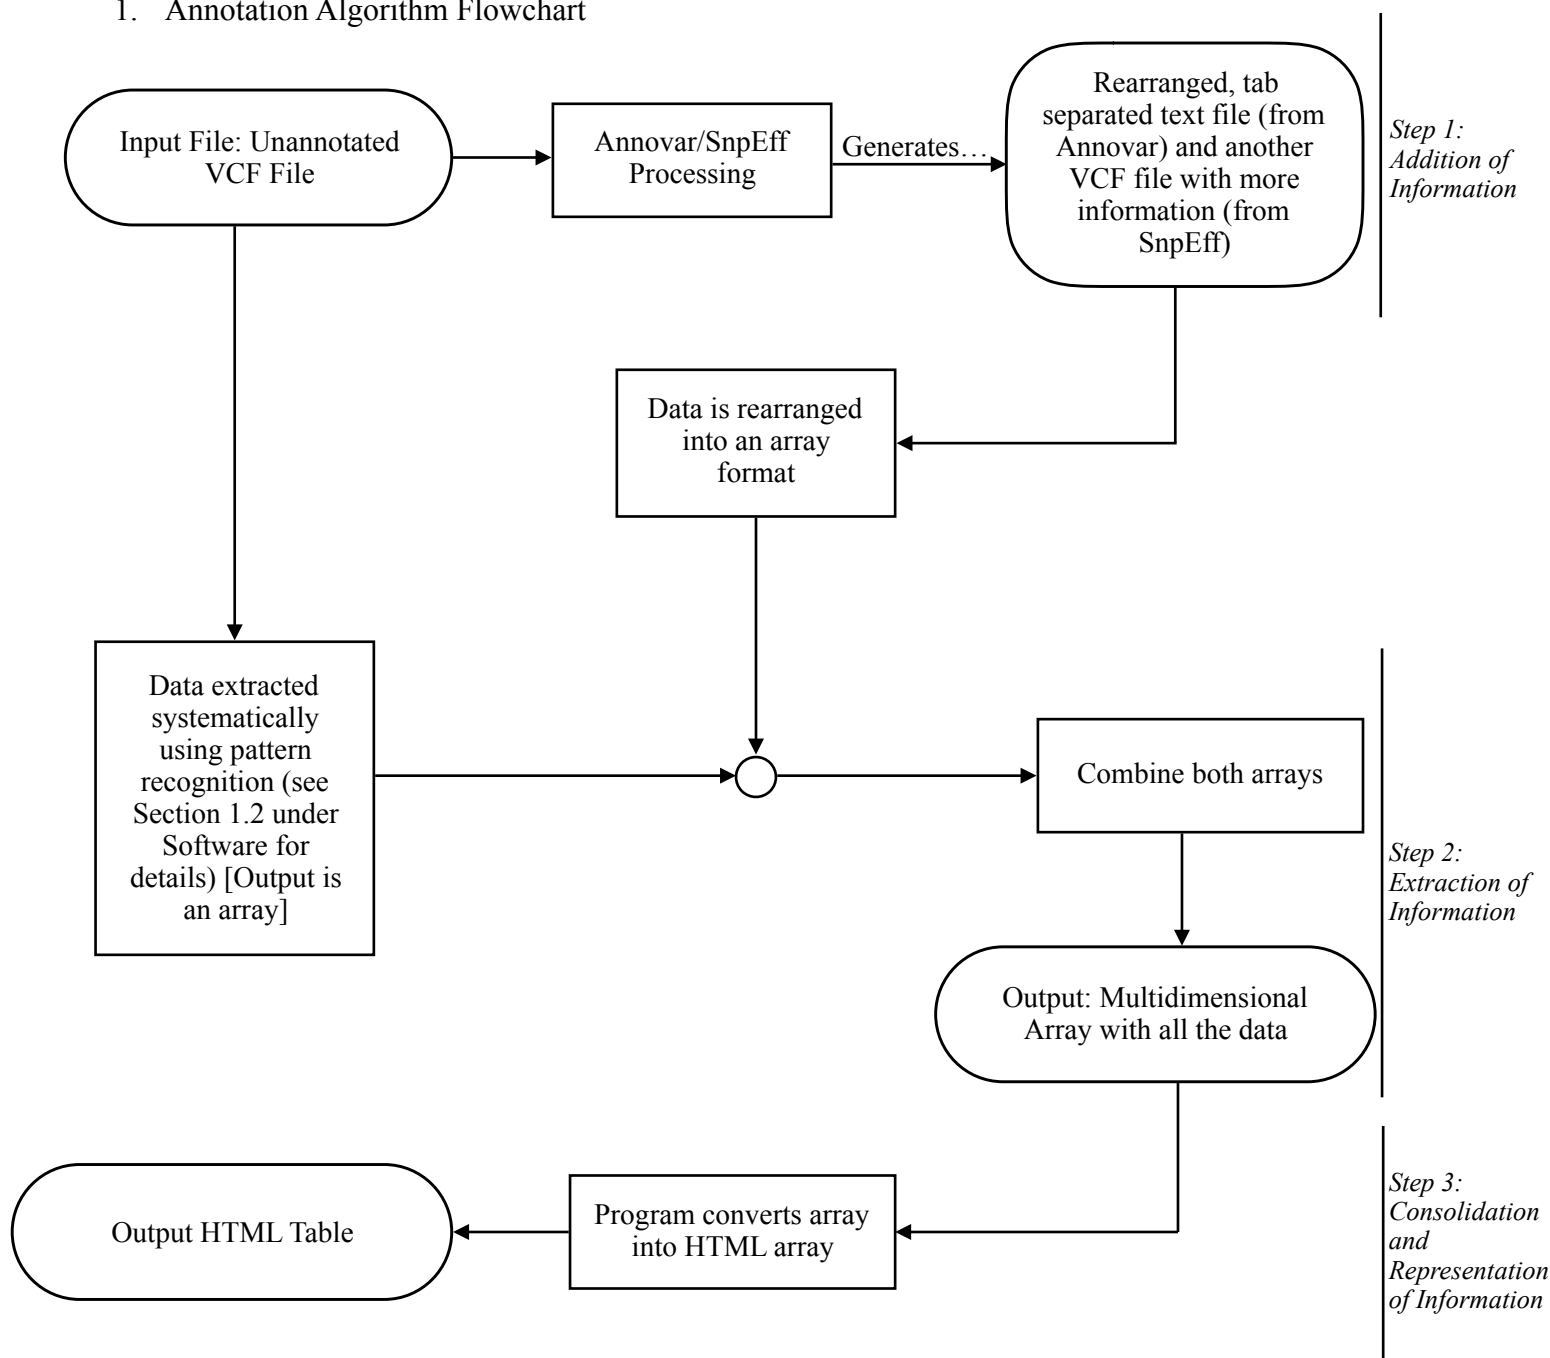 1. Annotation Algorithm Flowchart
Input File: Unannotated
VCF File
Annovar/SnpEff
Processing
Generates…
Rearranged, tab
separated text file (from
Annovar) and another
VCF file with more
information (from
SnpEff)
Step 1:
Addition of
Information
Data is rearranged
into an array
format
Data extracted
systematically
using pattern
recognition (see
Section 1.2 under
Software for
details) [Output is
an array]
Combine both arrays
Step 2:
Extraction of
Information
Output: Multidimensional
Array with all the data
Output HTML Table
Program converts array
into HTML array
Step 3:
Consolidation
and
Representation
of Information